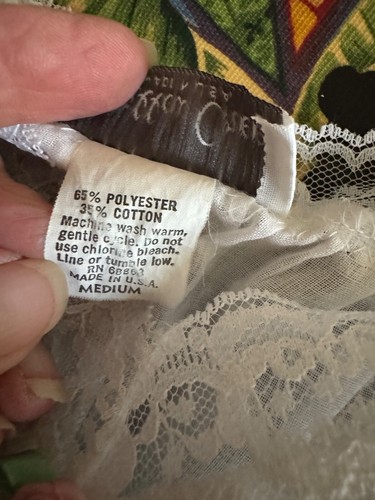 65% POLYESTER
35% COTTON
Machine wash warm,
gentle cycle. Do not
use chlorine bleach.
Line or tumble low.
RN 68863
MADE IN U.S.A.
MEDIUM